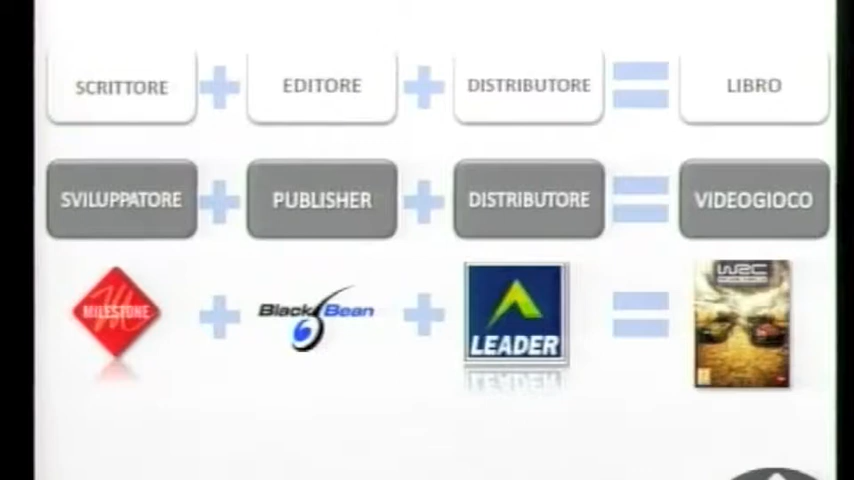 SCRITTORE EDITORE DISTRIBUTORE LIBRO
SVILUPPATORE PUBLISHER DISTRIBUTORE VIDEOGIOCO
MILESTONE Black Bean LEADER WRC